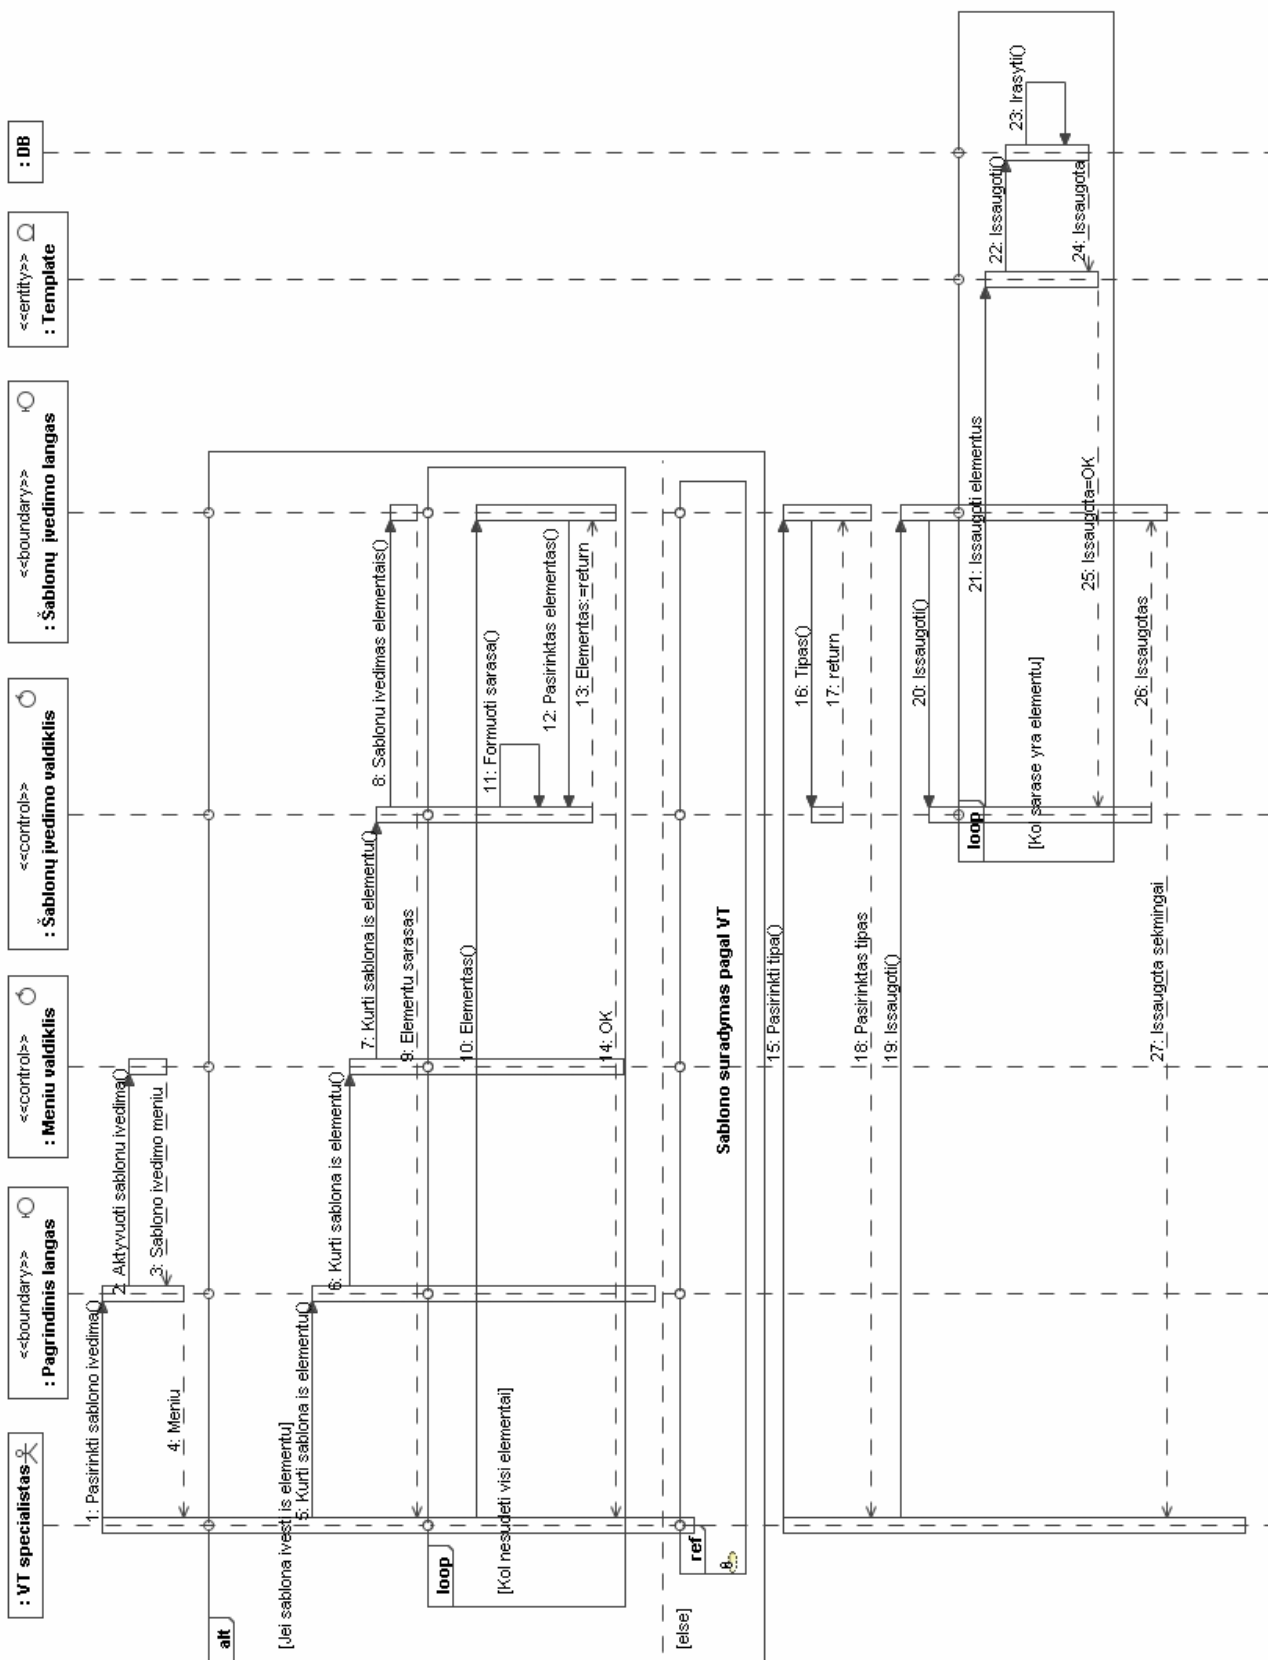 : VT specialistas
<<boundary>>
: Pagrindinis langas
<<control>>
: Meniu valdiklis
<<control>>
: Šablonų įvedimo valdiklis
<<boundary>>
: Šablonų įvedimo langas
<<entity>>
: Template
: DB
1: Pasirinkti sablono ivedima()
2: Aktyvuoti sablonu ivedima()
3: Sablono ivedimo meniu
4: Meniu
alt
[Jei sablona ivest is elementu]
5: Kurti sablona is elementu()
6: Kurti sablona is elementu()
7: Kurti sablona is elementu()
8: Sablonu ivedimas elementais()
9: Elementu sarasas
loop
[Kol nesudeti visi elementai]
10: Elementas()
11: Formuoti sarasa()
12: Pasirinktas elementas()
13: Elementas:=return
14: OK
[else]
ref
Sablono suradymas pagal VT
15: Pasirinkti tipa()
16: Tipas()
17: return
18: Pasirinktas tipas
19: Issaugoti()
20: Issaugoti()
loop
[Kol sarase yra elementu]
21: Issaugoti elementus
22: Issaugoti()
23: Irasyti()
24: Issaugota
25: Issaugota=OK
26: Issaugotas
27: Issaugota sekmingai